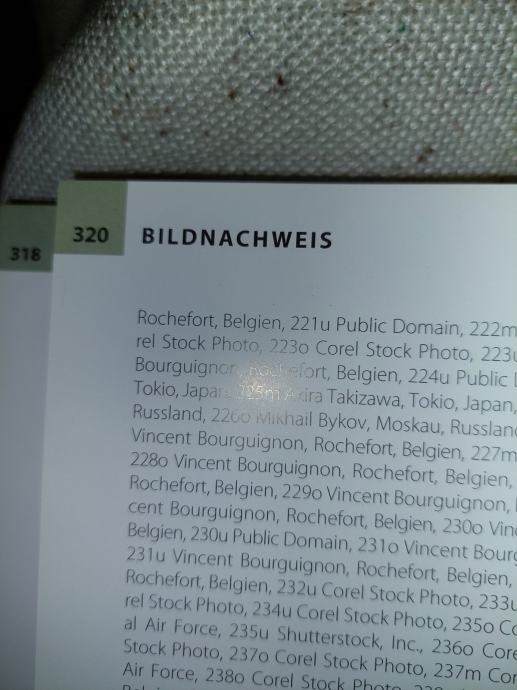 318
320 BILDNACHWEIS
Rochefort, Belgien, 221u Public Domain, 222m
rel Stock Photo, 223o Corel Stock Photo, 223u
Bourguignon, Rochefort, Belgien, 224u Public
Tokio, Japan, 225m Akira Takizawa, Tokio, Japan,
Russland, 226o Mikhail Bykov, Moskau, Russland
Vincent Bourguignon, Rochefort, Belgien, 227m
228o Vincent Bourguignon, Rochefort, Belgien,
Rochefort, Belgien, 229o Vincent Bourguignon,
cent Bourguignon, Rochefort, Belgien, 230o Vin
Belgien, 230u Public Domain, 231o Vincent Bourg
231u Vincent Bourguignon, Rochefort, Belgien,
Rochefort, Belgien, 232u Corel Stock Photo, 233u
rel Stock Photo, 234u Corel Stock Photo, 235o Co
al Air Force, 235u Shutterstock, Inc., 236o Core
Stock Photo, 237o Corel Stock Photo, 237m Cor
Air Force, 238o Corel Stock Photo,